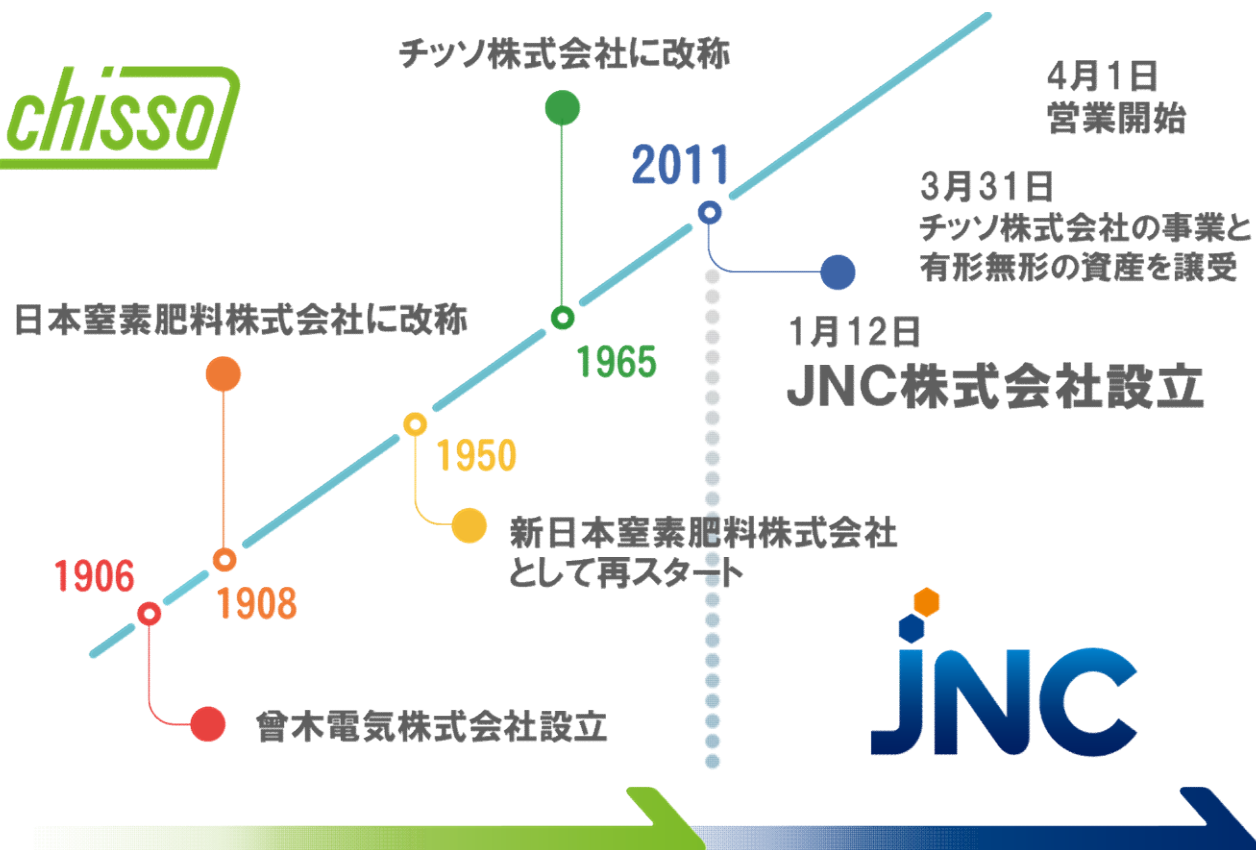 chisso
チッソ株式会社に改称
4月1日
営業開始
2011
3月31日
チッソ株式会社の事業と
有形無形の資産を譲受
日本窒素肥料株式会社に改称
1月12日
JNC株式会社設立
1965
1950
新日本窒素肥料株式会社
として再スタート
1906
1908
曾木電気株式会社設立
JNC